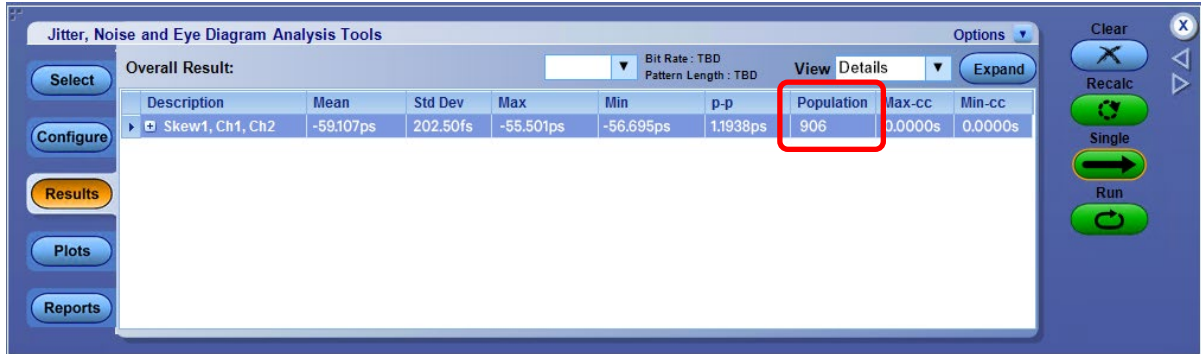 Jitter, Noise and Eye Diagram Analysis Tools
Options
Clear
X
Select
Overall Result:
Bit Rate : TBD
Pattern Length : TBD
View Details
Expand
Recalc
Description Mean Std Dev Max Min p-p Population Max-cc Min-cc
Skew1, Ch1, Ch2 -59.107ps 202.50fs -55.501ps -56.695ps 1.1938ps 906 0.0000s 0.0000s
Configure
Single
Results
Run
Plots
Reports